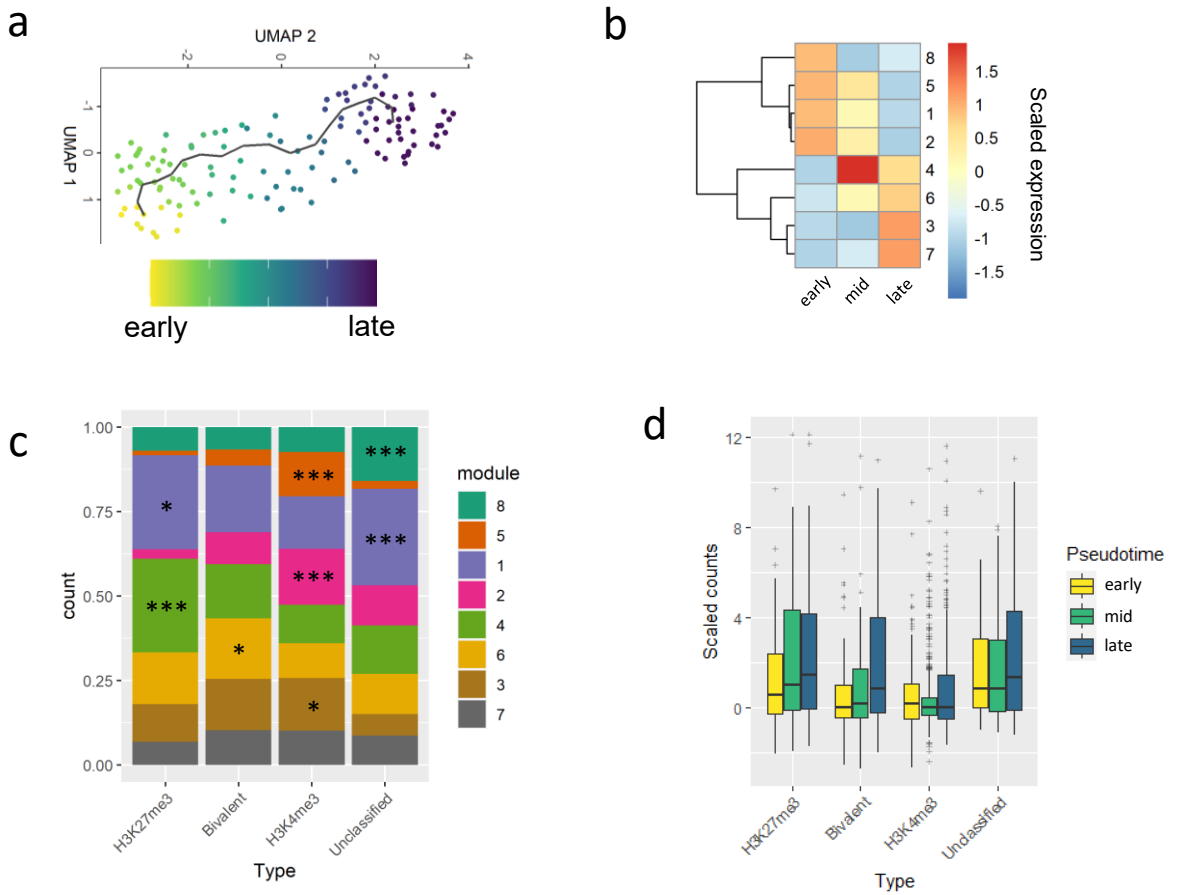 a
UMAP 2
-2
0
2
4
UMAP 1
-1
0
1
early
late
b
8
5
1
2
4
6
3
7
early
mid
late
1.5
1
0.5
0
-0.5
-1
-1.5
Scaled expression
c
1.00
0.75
0.50
0.25
0.00
count
*
***
*
***
***
*
***
***
H3K27me3
Bivalent
H3K4me3
Unclassified
Type
module
8
5
1
2
4
6
3
7
d
12
8
4
0
Scaled counts
H3K27me3
Bivalent
H3K4me3
Unclassified
Type
Pseudotime
early
mid
late